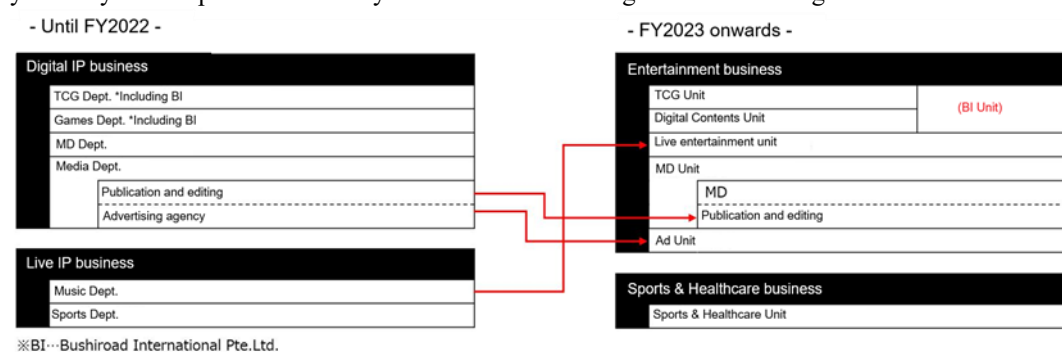 - Until FY2022 -
Digital IP business
TCG Dept. *Including BI
Games Dept. *Including BI
MD Dept.
Media Dept.
Publication and editing
Advertising agency
Live IP business
Music Dept.
Sports Dept.
※BI…Bushiroad International Pte.Ltd.
- FY2023 onwards -
Entertainment business
TCG Unit
(BI Unit)
Digital Contents Unit
Live entertainment unit
MD Unit
MD
Publication and editing
Ad Unit
Sports & Healthcare business
Sports & Healthcare Unit